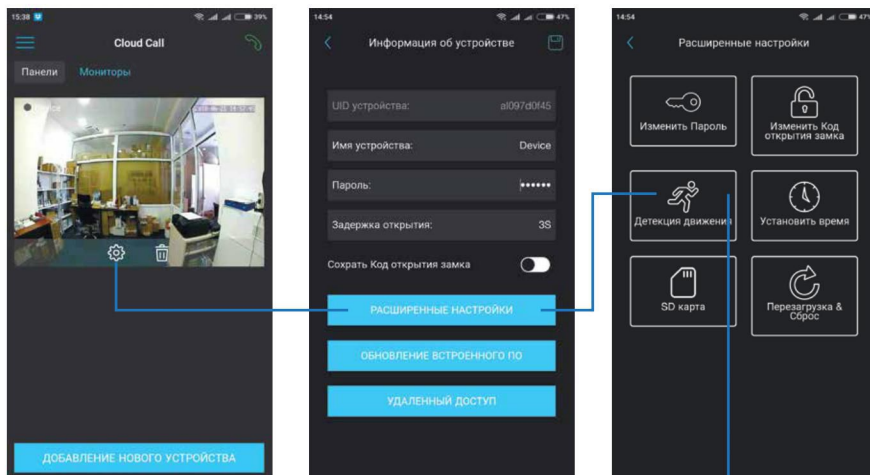 15:38
39%
Cloud Call
Панели
Мониторы
Device
ДОБАВЛЕНИЕ НОВОГО УСТРОЙСТВА
14:54
47%
Информация об устройстве
UID устройства:
al097d0f45
Имя устройства:
Device
Пароль:
••••••
Задержка открытия:
3S
Сохрать Код открытия замка
РАСШИРЕННЫЕ НАСТРОЙКИ
ОБНОВЛЕНИЕ ВСТРОЕННОГО ПО
УДАЛЕННЫЙ ДОСТУП
14:54
47%
Расширенные настройки
Изменить Пароль
Изменить Код
открытия замка
Детекция движения
Установить время
SD карта
Перезагрузка &
Сброс